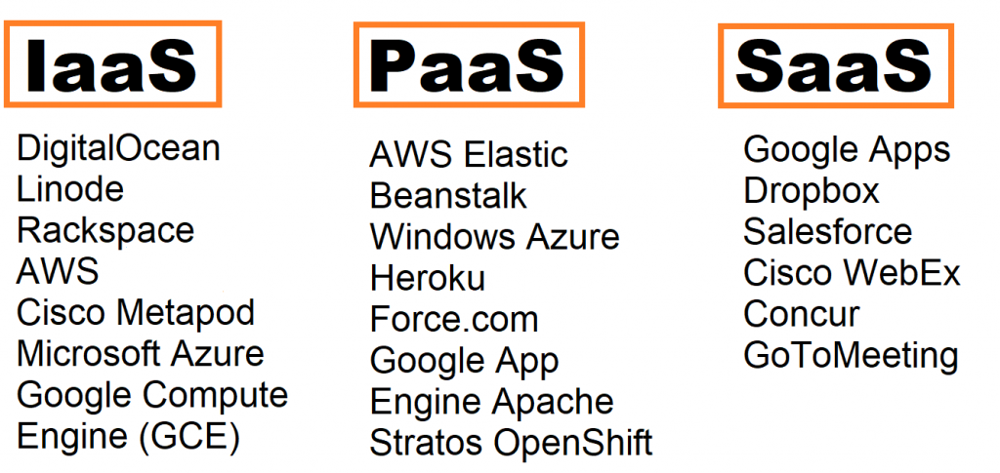 IaaS
DigitalOcean
Linode
Rackspace
AWS
Cisco Metapod
Microsoft Azure
Google Compute
Engine (GCE)
PaaS
AWS Elastic
Beanstalk
Windows Azure
Heroku
Force.com
Google App
Engine Apache
Stratos OpenShift
SaaS
Google Apps
Dropbox
Salesforce
Cisco WebEx
Concur
GoToMeeting